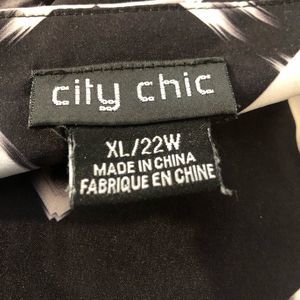 city chic
XL/22W
MADE IN CHINA
FABRIQUE EN CHINE